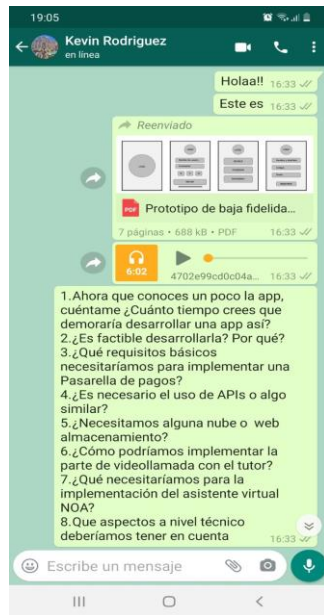 19:05
Kevin Rodriguez
en línea
Holaa!! 16:33
Este es 16:33
Reenviado
PDF Prototipo de baja fidelida...
7 páginas • 688 kB • PDF 16:33
6:02 4702e99cd0c04a... 16:33
1.Ahora que conoces un poco la app,
cuéntame ¿Cuánto tiempo crees que
demoraría desarrollar una app así?
2.¿Es factible desarrollarla? Por qué?
3.¿Qué requisitos básicos
necesitaríamos para implementar una
Pasarella de pagos?
4.¿Es necesario el uso de APIs o algo
similar?
5.¿Necesitamos alguna nube o web
almacenamiento?
6.¿Cómo podríamos implementar la
parte de videollamada con el tutor?
7.¿Qué necesitaríamos para la
implementación del asistente virtual
NOA?
8.Que aspectos a nivel técnico
deberíamos tener en cuenta 16:33
Escribe un mensaje